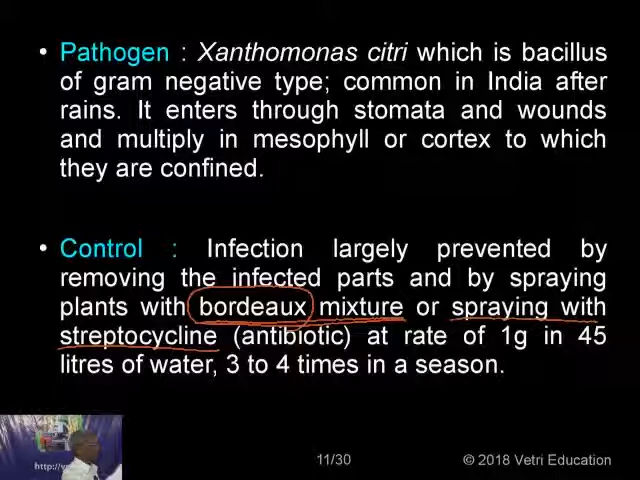 • Pathogen : Xanthomonas citri which is bacillus
of gram negative type; common in India after
rains. It enters through stomata and wounds
and multiply in mesophyll or cortex to which
they are confined.
• Control : Infection largely prevented by
removing the infected parts and by spraying
plants with bordeaux mixture or spraying with
streptocycline (antibiotic) at rate of 1g in 45
litres of water, 3 to 4 times in a season.
11/30
© 2018 Vetri Education